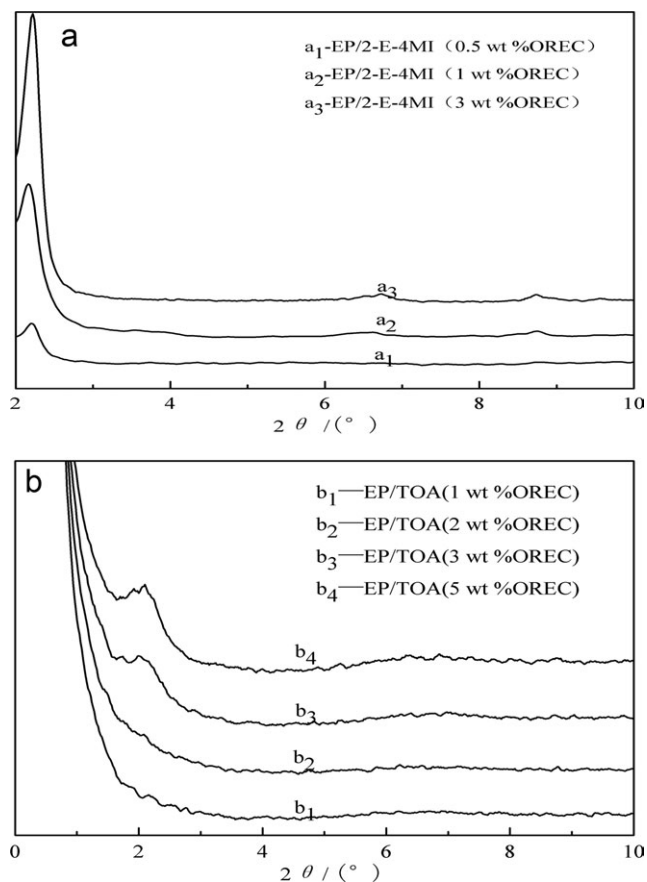 a
a1-EP/2-E-4MI（0.5 wt %OREC）
a2-EP/2-E-4MI（1 wt %OREC）
a3-EP/2-E-4MI（3 wt %OREC）
a3
a2
a1
2 4 6 8 10
2 θ /(°)
b
b1—EP/TOA(1 wt %OREC)
b2—EP/TOA(2 wt %OREC)
b3—EP/TOA(3 wt %OREC)
b4—EP/TOA(5 wt %OREC)
b4
b3
b2
b1
0 2 4 6 8 10
2 θ /(°)